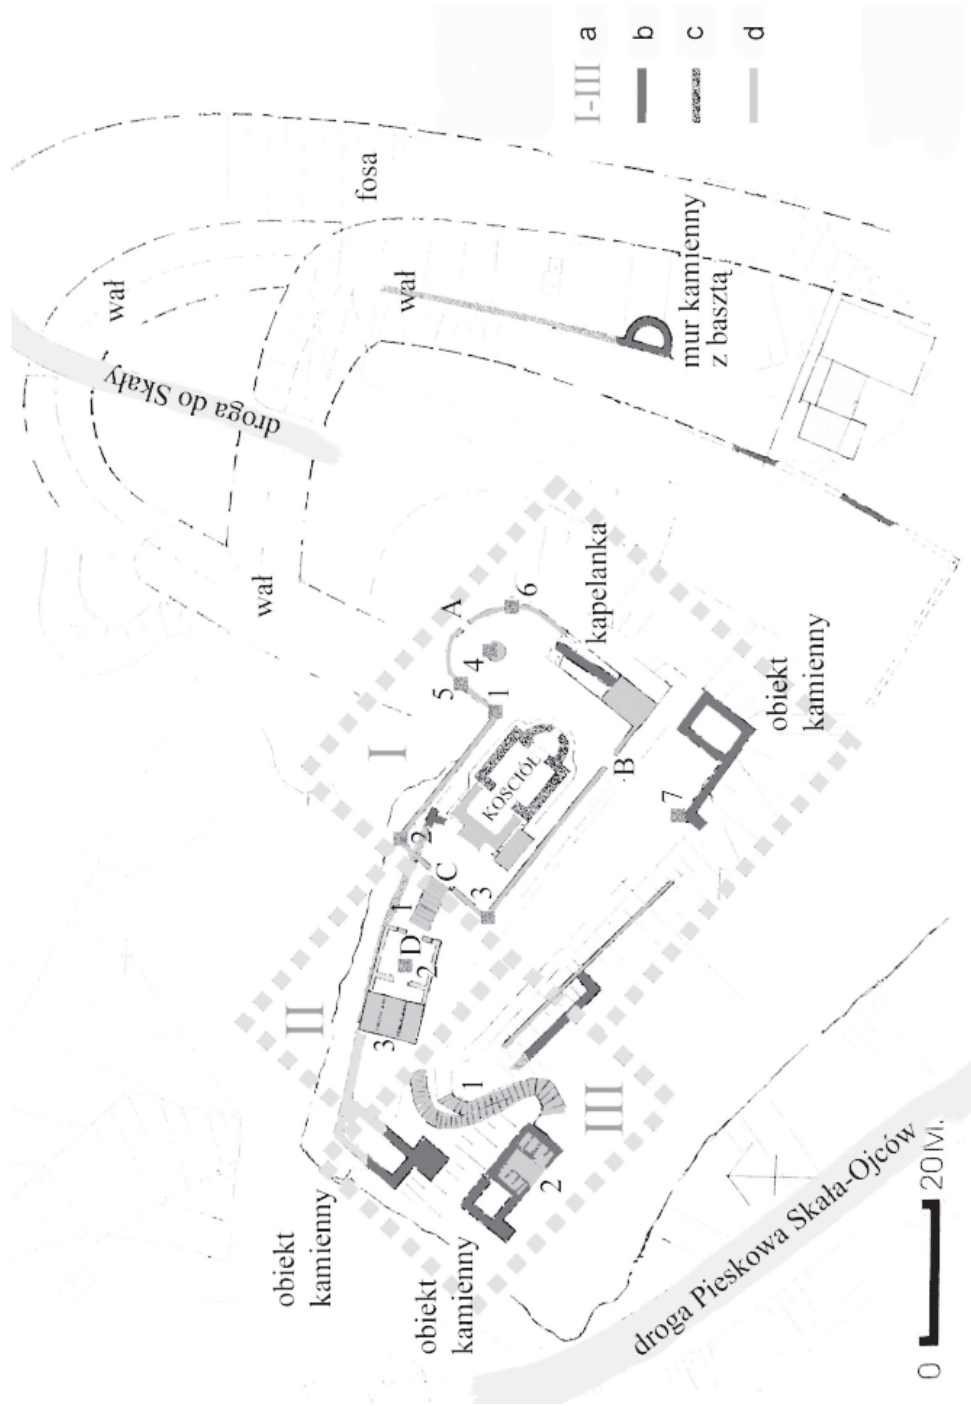 I-III a
b
c
d
wał
fosa
droga do Skały
wał
mur kamienny
z basztą
wał
A
6
kapelanka
4
5
1
I
KOŚCIÓŁ
B
obiekt
kamienny
7
2
C
3
1
D
2
II
3
1
III
2
obiekt
kamienny
obiekt
kamienny
droga Pieskowa Skała-Ojców
0 20M.